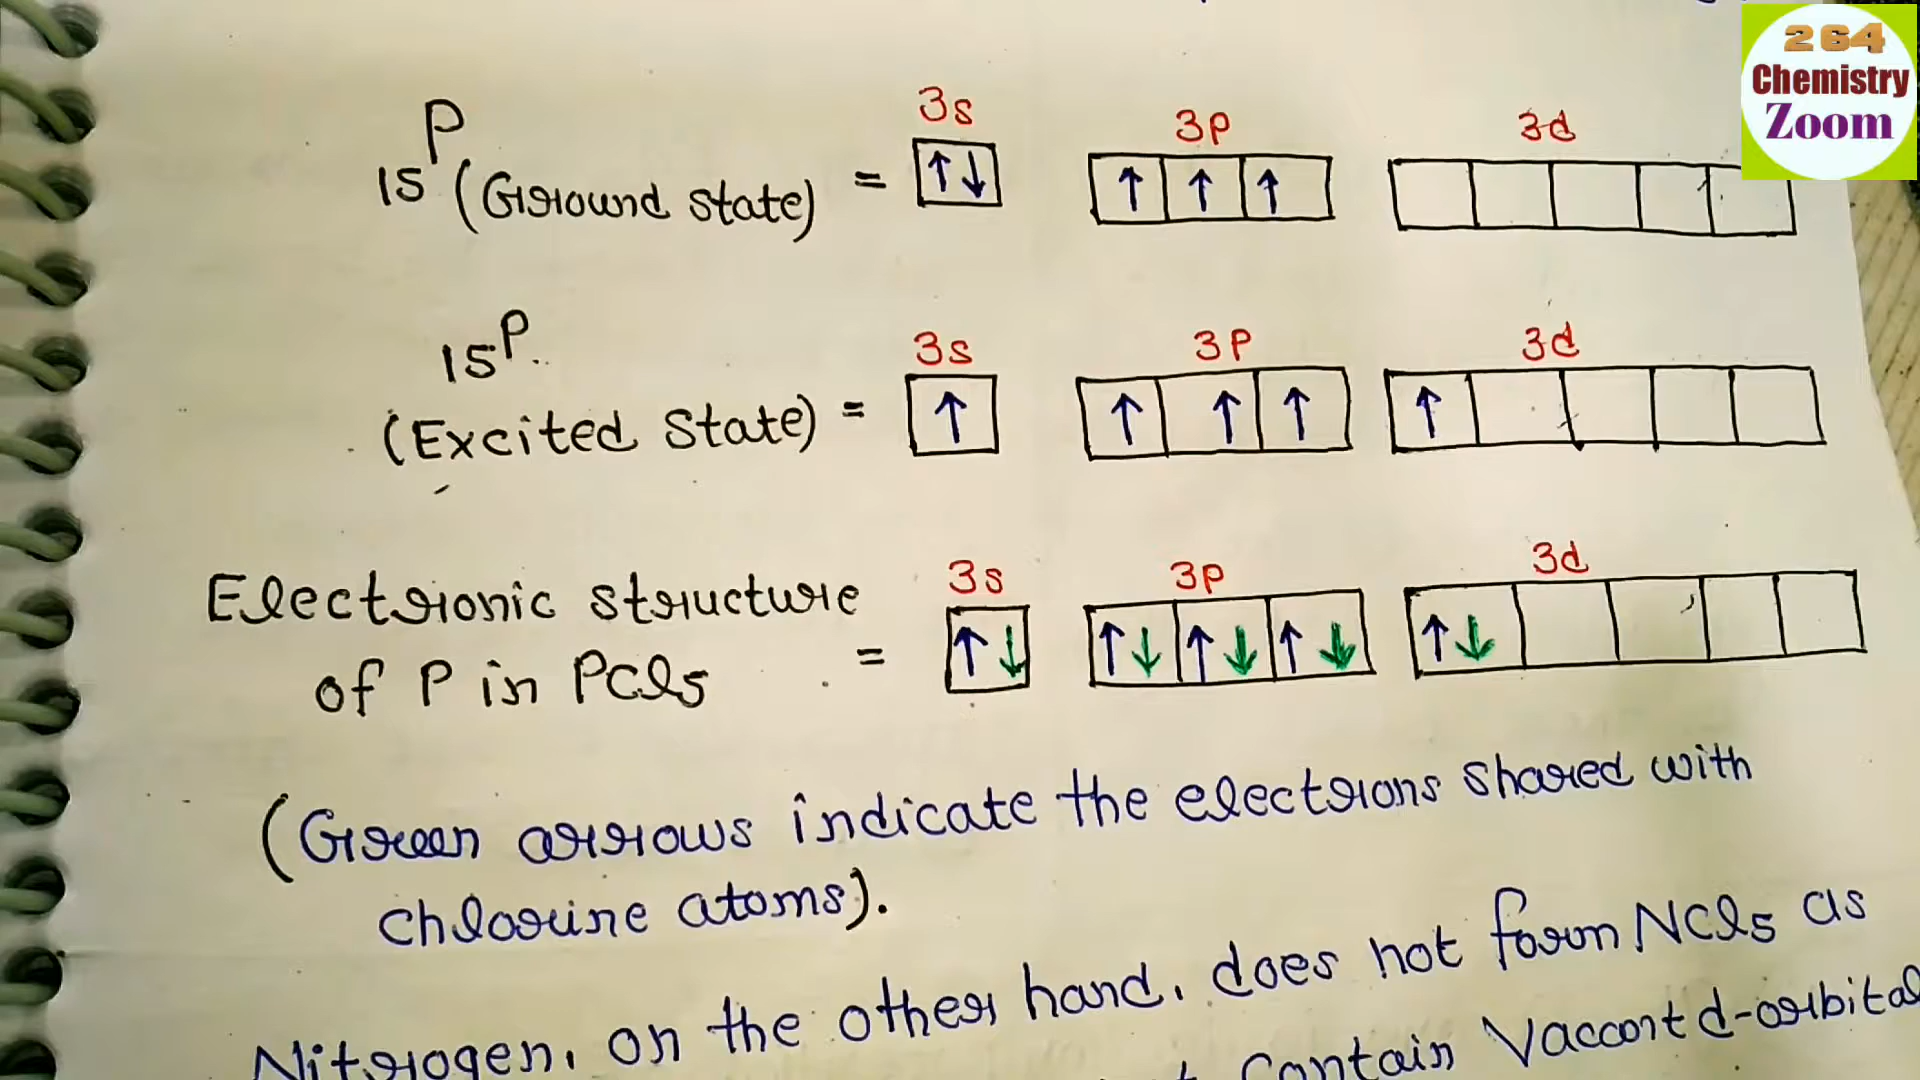 264
Chemistry
Zoom
3s 3p 3d
15P (Ground state) = ↑↓ ↑ ↑ ↑
15P.
3s 3P 3d
(Excited State) = ↑ ↑ ↑ ↑ ↑
3s 3p 3d
Electronic structure
of P in PCl5 = ↑↓ ↑↓ ↑↓ ↑↓ ↑↓
(Green arrows indicate the electrons shared with
chlorine atoms).
Nitrogen, on the other hand, does not form NCl5 as
contain Vaccant d-orbital